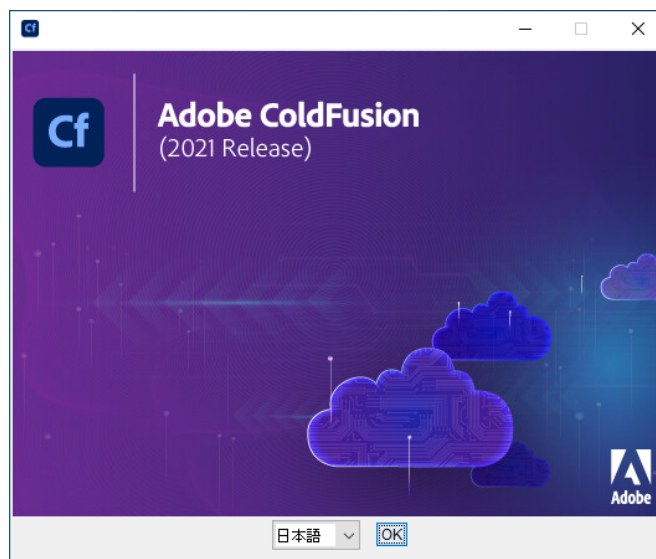 Cf
Cf
Adobe ColdFusion
(2021 Release)
Adobe
日本語
OK